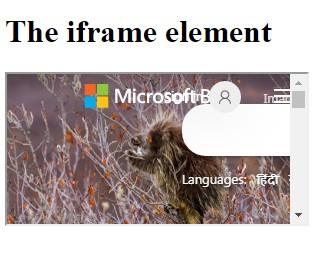 The iframe element
Microsoft B
Languages: हिंदी